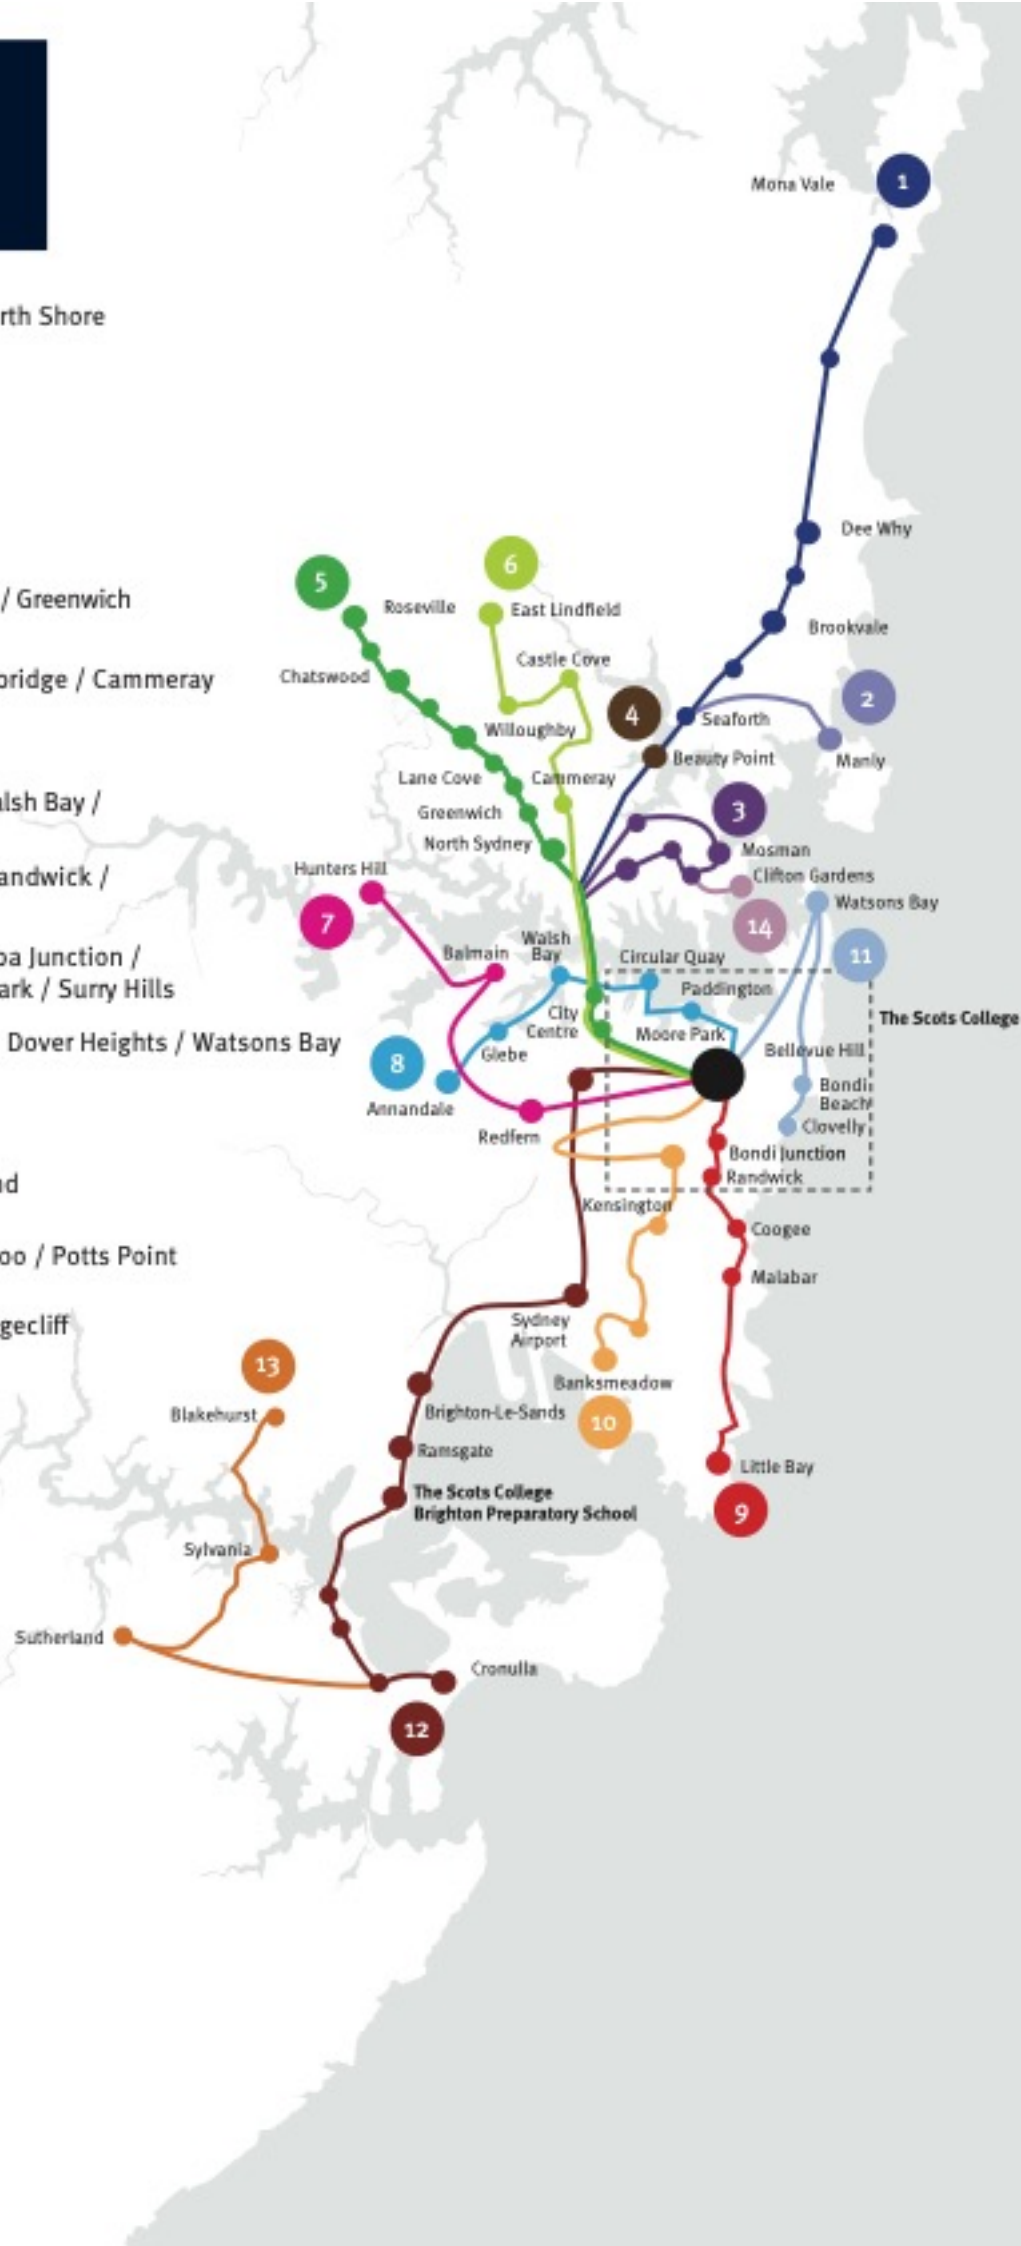 1
Mona Vale
rth Shore
Dee Why
6
5
/ Greenwich
Roseville
East Lindfield
Brookvale
Castle Cove
Chatswood
bridge / Cammeray
2
4
Seaforth
Willoughby
Beauty Point
Manly
Lane Cove
Cammeray
alsh Bay /
3
Greenwich
North Sydney
Mosman
Hunters Hill
andwick /
Clifton Gardens
Watsons Bay
7
14
Walsh
Bay
Balmain
Circular Quay
11
pa Junction /
Paddington
ark / Surry Hills
City
Centre
The Scots College
Moore Park
Dover Heights / Watsons Bay
Bellevue Hill
Glebe
8
Bondi
Beach
Annandale
Clovelly
Redfern
Bondi Junction
Randwick
nd
Kensington
Coogee
oo / Potts Point
Malabar
gecliff
Sydney
Airport
13
Banksmeadow
Blakehurst
Brighton-Le-Sands
10
Ramsgate
Little Bay
The Scots College
Brighton Preparatory School
9
Sylvania
Sutherland
Cronulla
12